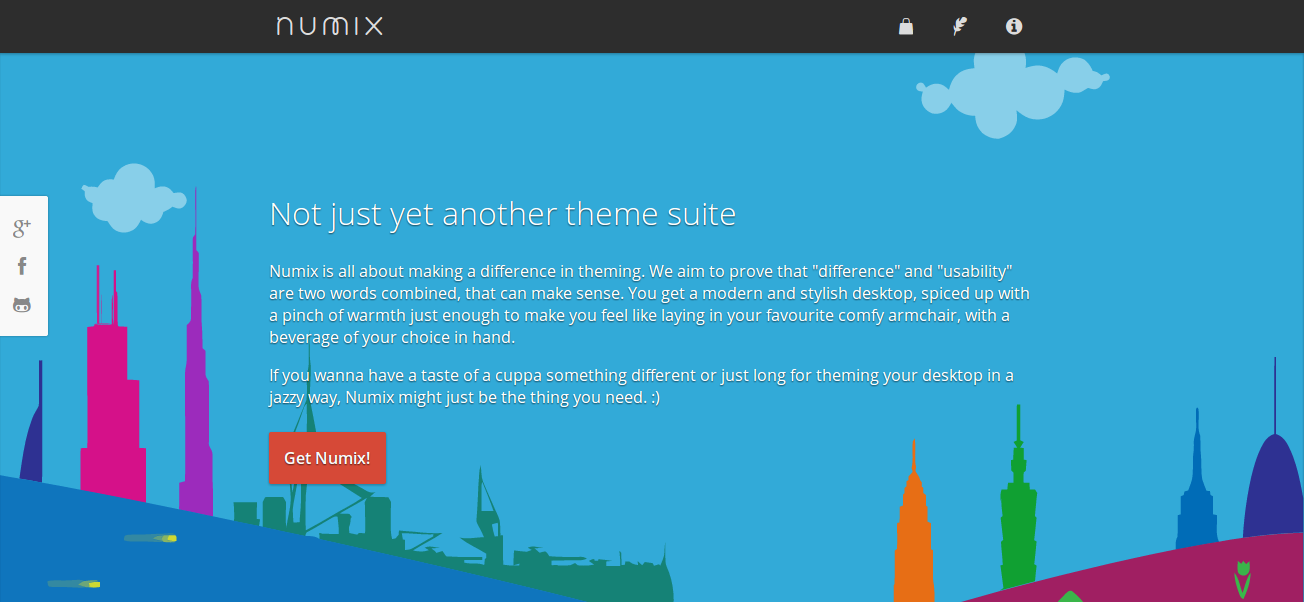 numix
Not just yet another theme suite
Numix is all about making a difference in theming. We aim to prove that "difference" and "usability"
are two words combined, that can make sense. You get a modern and stylish desktop, spiced up with
a pinch of warmth just enough to make you feel like laying in your favourite comfy armchair, with a
beverage of your choice in hand.
If you wanna have a taste of a cuppa something different or just long for theming your desktop in a
jazzy way, Numix might just be the thing you need. :)
Get Numix!